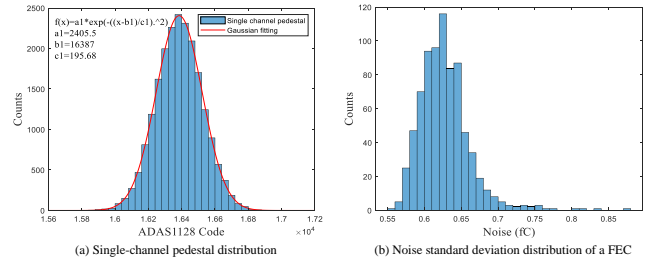 f(x)=a1*exp(-((x-b1)/c1).^2)
a1=2405.5
b1=16387
c1=195.68
Single channel pedestal
Gaussian fitting
2500
2000
1500
1000
500
0
Counts
1.56 1.58 1.6 1.62 1.64 1.66 1.68 1.7 1.72
ADAS1128 Code
×10⁴
(a) Single-channel pedestal distribution
120
100
80
60
40
20
0
Counts
0.55 0.6 0.65 0.7 0.75 0.8 0.85
Noise (fC)
(b) Noise standard deviation distribution of a FEC